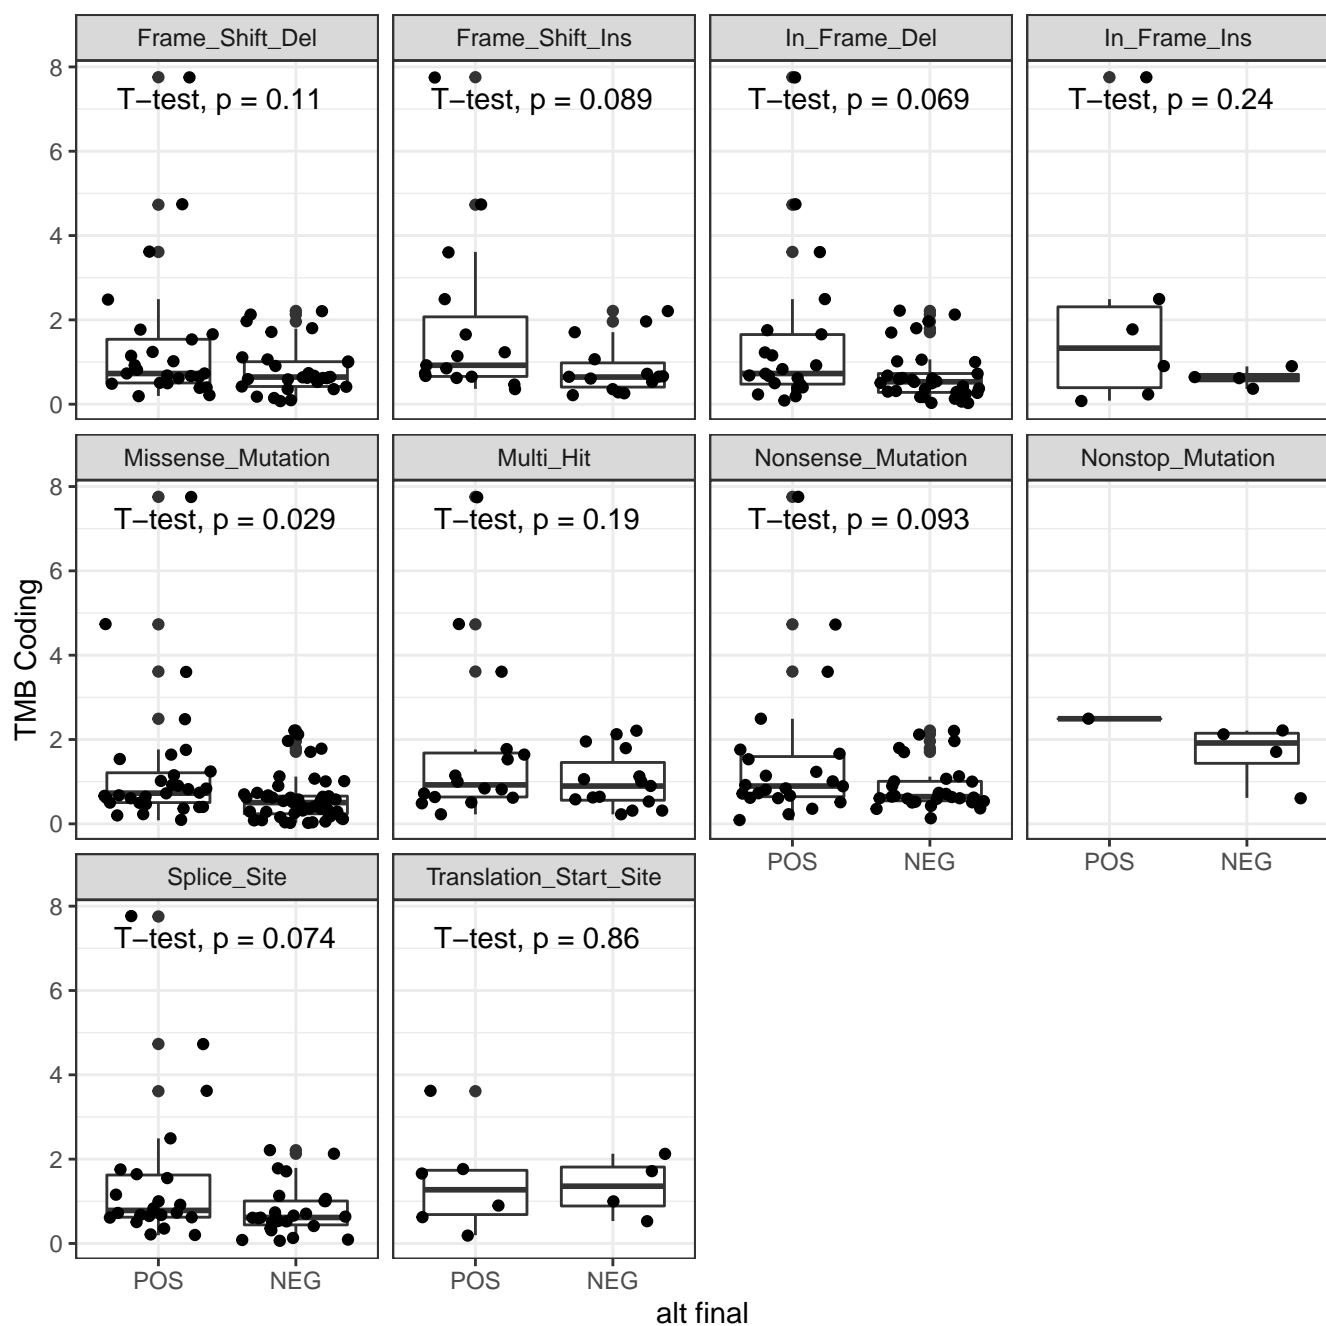 Frame_Shift_Del Frame_Shift_Ins In_Frame_Del In_Frame_Ins
8
T−test, p = 0.11 T−test, p = 0.089 T−test, p = 0.069 T−test, p = 0.24
6
4
2
0
Missense_Mutation Multi_Hit Nonsense_Mutation Nonstop_Mutation
8
T−test, p = 0.029 T−test, p = 0.19 T−test, p = 0.093
6
TMB Coding
4
2
0
POS NEG POS NEG
Splice_Site Translation_Start_Site
8
T−test, p = 0.074 T−test, p = 0.86
6
4
2
0
POS NEG POS NEG
alt final